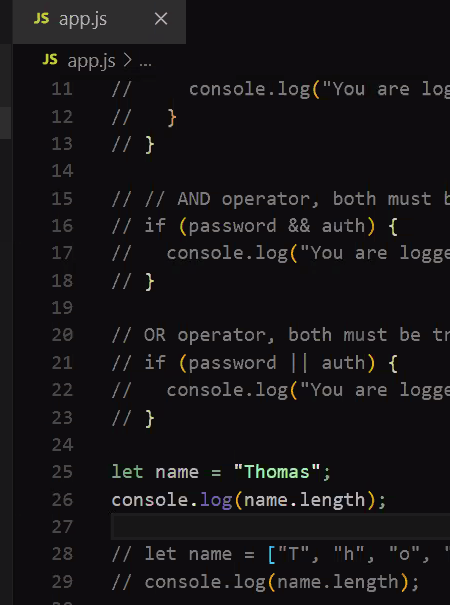 JS app.js ×
JS app.js > ...
11 //     console.log("You are log
12 //   }
13 // }
14
15 // // AND operator, both must b
16 // if (password && auth) {
17 //   console.log("You are logge
18 // }
19
20 // OR operator, both must be tr
21 // if (password || auth) {
22 //   console.log("You are logge
23 // }
24
25 let name = "Thomas";
26 console.log(name.length);
27
28 // let name = ["T", "h", "o", "
29 // console.log(name.length);